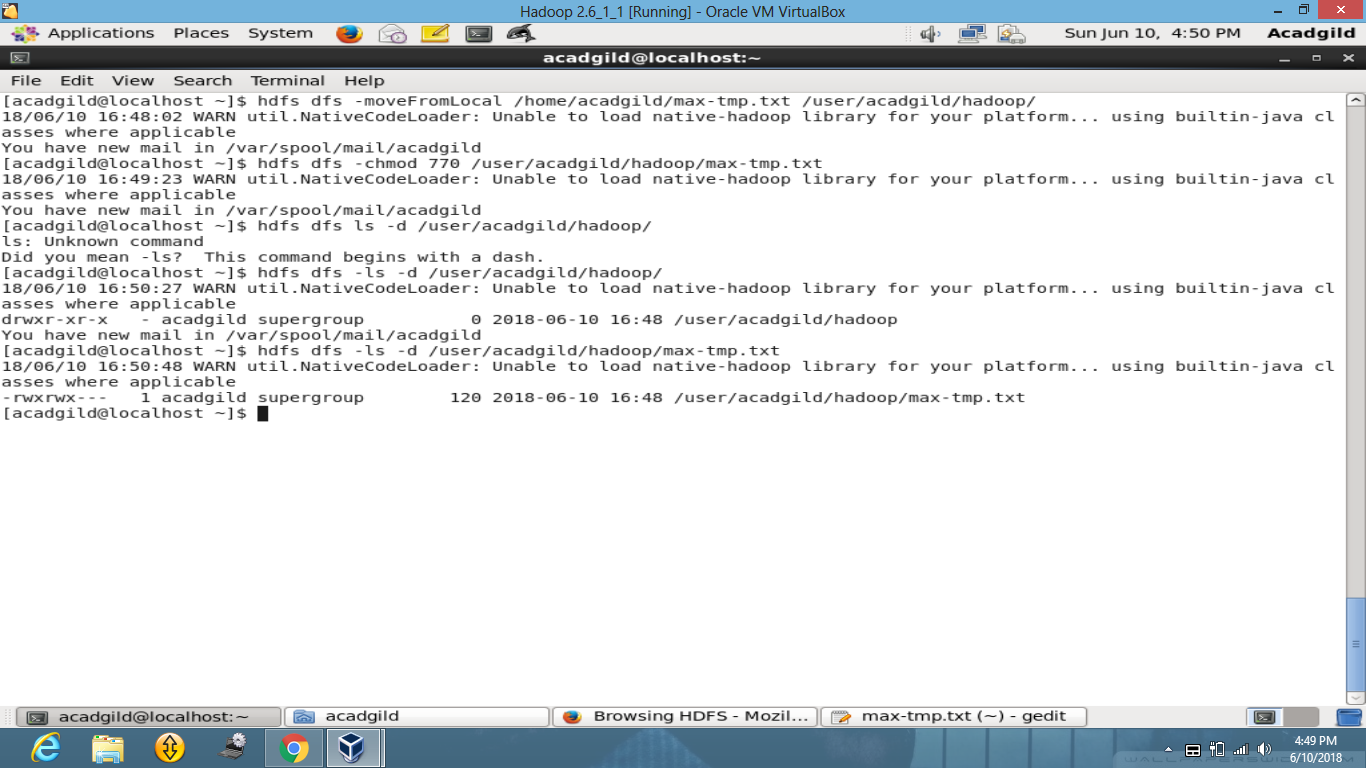 Hadoop 2.6_1_1 [Running] - Oracle VM VirtualBox
Applications Places System Sun Jun 10, 4:50 PM Acadgild
acadgild@localhost:~
File Edit View Search Terminal Help
[acadgild@localhost ~]$ hdfs dfs -moveFromLocal /home/acadgild/max-tmp.txt /user/acadgild/hadoop/
18/06/10 16:48:02 WARN util.NativeCodeLoader: Unable to load native-hadoop library for your platform... using builtin-java cl
asses where applicable
You have new mail in /var/spool/mail/acadgild
[acadgild@localhost ~]$ hdfs dfs -chmod 770 /user/acadgild/hadoop/max-tmp.txt
18/06/10 16:49:23 WARN util.NativeCodeLoader: Unable to load native-hadoop library for your platform... using builtin-java cl
asses where applicable
You have new mail in /var/spool/mail/acadgild
[acadgild@localhost ~]$ hdfs dfs ls -d /user/acadgild/hadoop/
ls: Unknown command
Did you mean -ls?  This command begins with a dash.
[acadgild@localhost ~]$ hdfs dfs -ls -d /user/acadgild/hadoop/
18/06/10 16:50:27 WARN util.NativeCodeLoader: Unable to load native-hadoop library for your platform... using builtin-java cl
asses where applicable
drwxr-xr-x   - acadgild supergroup          0 2018-06-10 16:48 /user/acadgild/hadoop
You have new mail in /var/spool/mail/acadgild
[acadgild@localhost ~]$ hdfs dfs -ls -d /user/acadgild/hadoop/max-tmp.txt
18/06/10 16:50:48 WARN util.NativeCodeLoader: Unable to load native-hadoop library for your platform... using builtin-java cl
asses where applicable
-rwxrwx---   1 acadgild supergroup        120 2018-06-10 16:48 /user/acadgild/hadoop/max-tmp.txt
[acadgild@localhost ~]$
acadgild@localhost:~ acadgild Browsing HDFS - Mozil... max-tmp.txt (~) - gedit
4:49 PM
6/10/2018